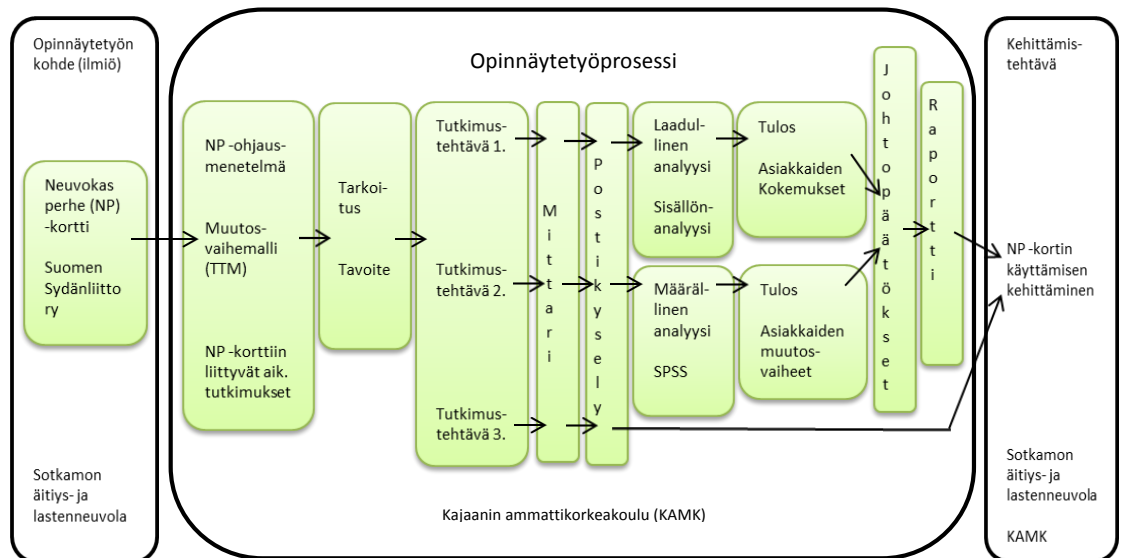 Opinnäytetyön
kohde (ilmiö)
Neuvokas
perhe (NP)
-kortti
Suomen
Sydänliitto
ry
Sotkamon
äitiys- ja
lastenneuvola
Opinnäytetyöprosessi
NP -ohjaus-
menetelmä
Muutos-
vaihemalli
(TTM)
NP -korttiin
liittyvät aik.
tutkimukset
Tarkoi-
tus
Tavoite
Tutkimus-
tehtävä 1.
Tutkimus-
tehtävä 2.
Tutkimus-
tehtävä 3.
Mittari
Postikysely
Laadul-
linen
analyysi
Sisällön-
analyysi
Tulos
Asiakkaiden
Kokemukset
Määräl-
linen
analyysi
SPSS
Tulos
Asiakkaiden
muutos-
vaiheet
Johtopäätökset
Raportti
Kajaanin ammattikorkeakoulu (KAMK)
Kehittämis-
tehtävä
NP -kortin
käyttämisen
kehittäminen
Sotkamon
äitiys- ja
lastenneuvola
KAMK